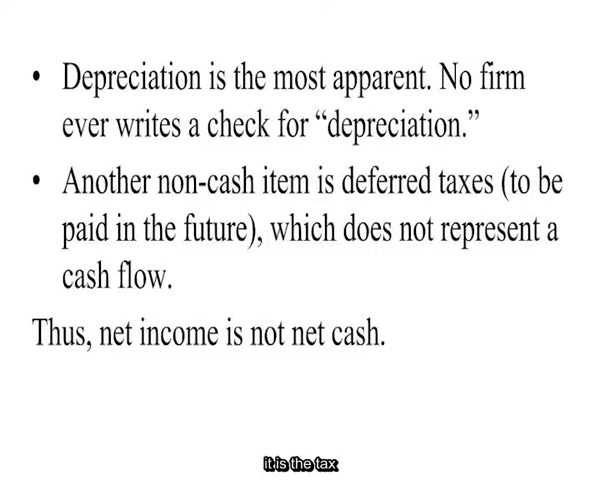 • Depreciation is the most apparent. No firm
ever writes a check for “depreciation.”
• Another non-cash item is deferred taxes (to be
paid in the future), which does not represent a
cash flow.
Thus, net income is not net cash.
it is the tax